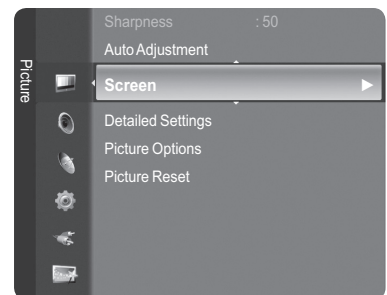 Picture
Sharpness : 50
Auto Adjustment
Screen
Detailed Settings
Picture Options
Picture Reset